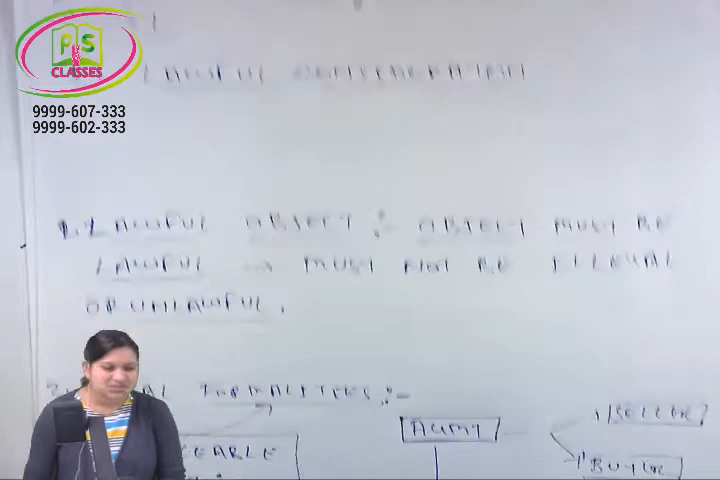 PS
CLASSES
9999-607-333
9999-602-333
LAWFUL CONSIDERATION
LAWFUL OBJECT :- OBJECT MUST BE
LAWFUL → MUST NOT BE ILLEGAL
OR UNLAWFUL.
FORMALITIES :-
AGMT
SELLER
BUYER